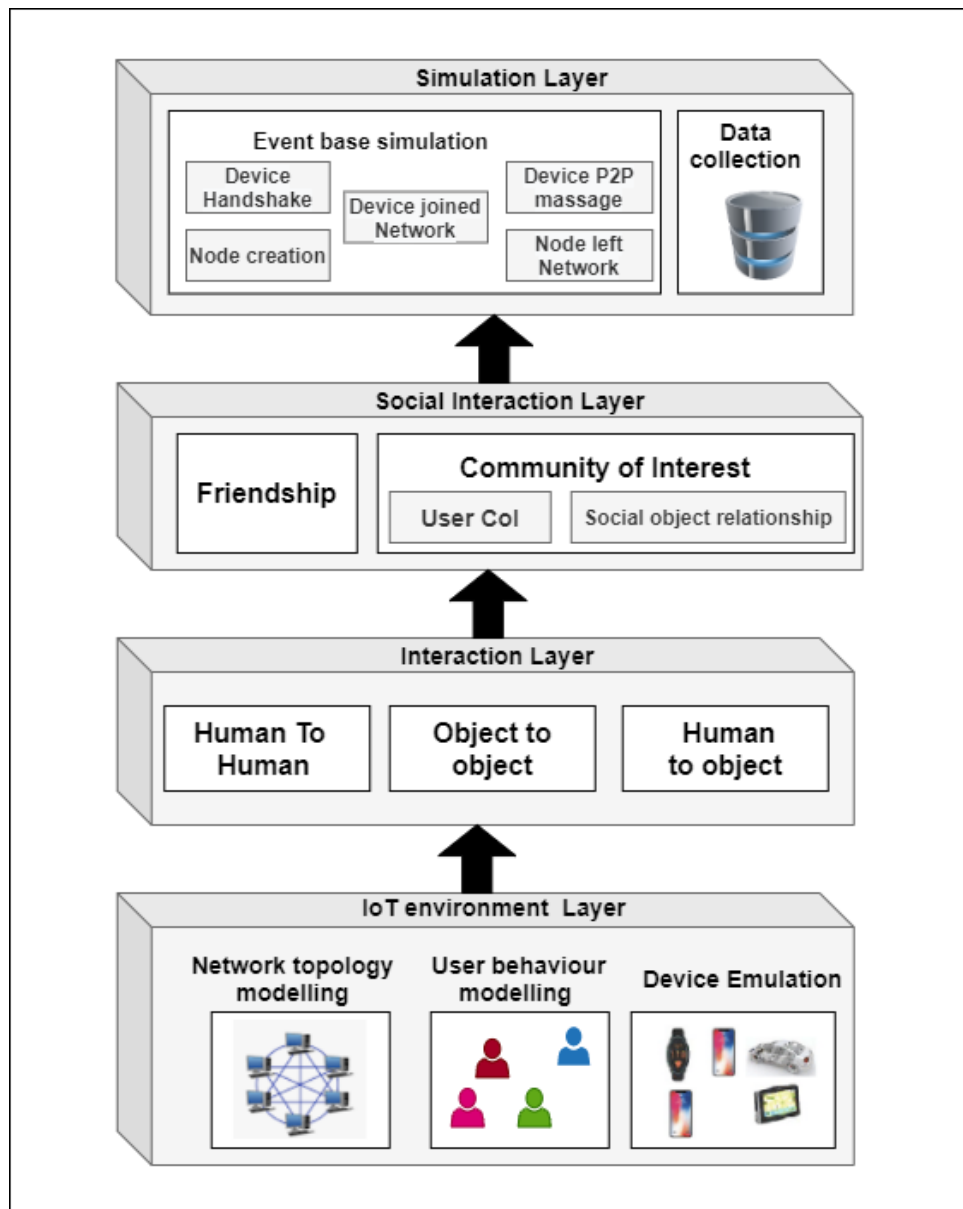 Simulation Layer
Event base simulation
Device
Handshake
Node creation
Device joined
Network
Device P2P
massage
Node left
Network
Data
collection
Social Interaction Layer
Friendship
Community of Interest
User CoI
Social object relationship
Interaction Layer
Human To
Human
Object to
object
Human
to object
IoT environment Layer
Network topology
modelling
User behaviour
modelling
Device Emulation